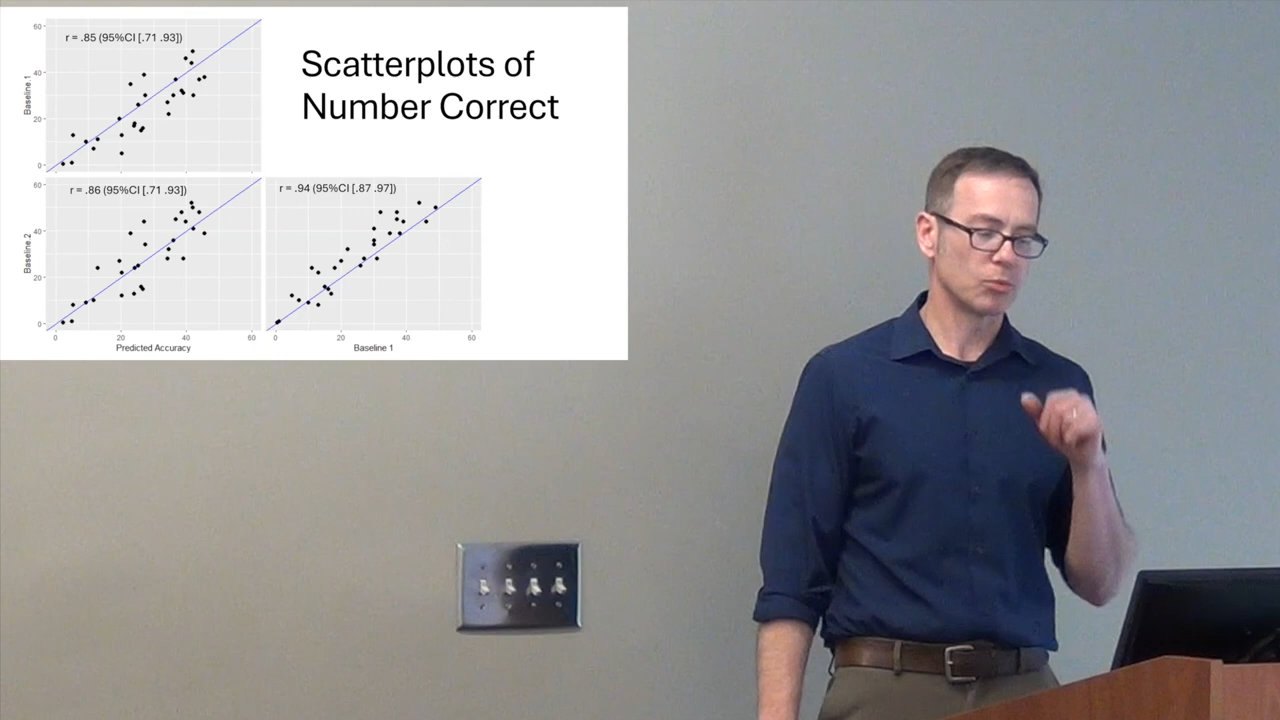 Scatterplots of
Number Correct
r = .85 (95%CI [.71 .93])
Baseline.1
60
40
20
0
r = .86 (95%CI [.71 .93])
Baseline.2
60
40
20
0
0 20 40 60
Predicted Accuracy
r = .94 (95%CI [.87 .97])
0 20 40 60
Baseline 1